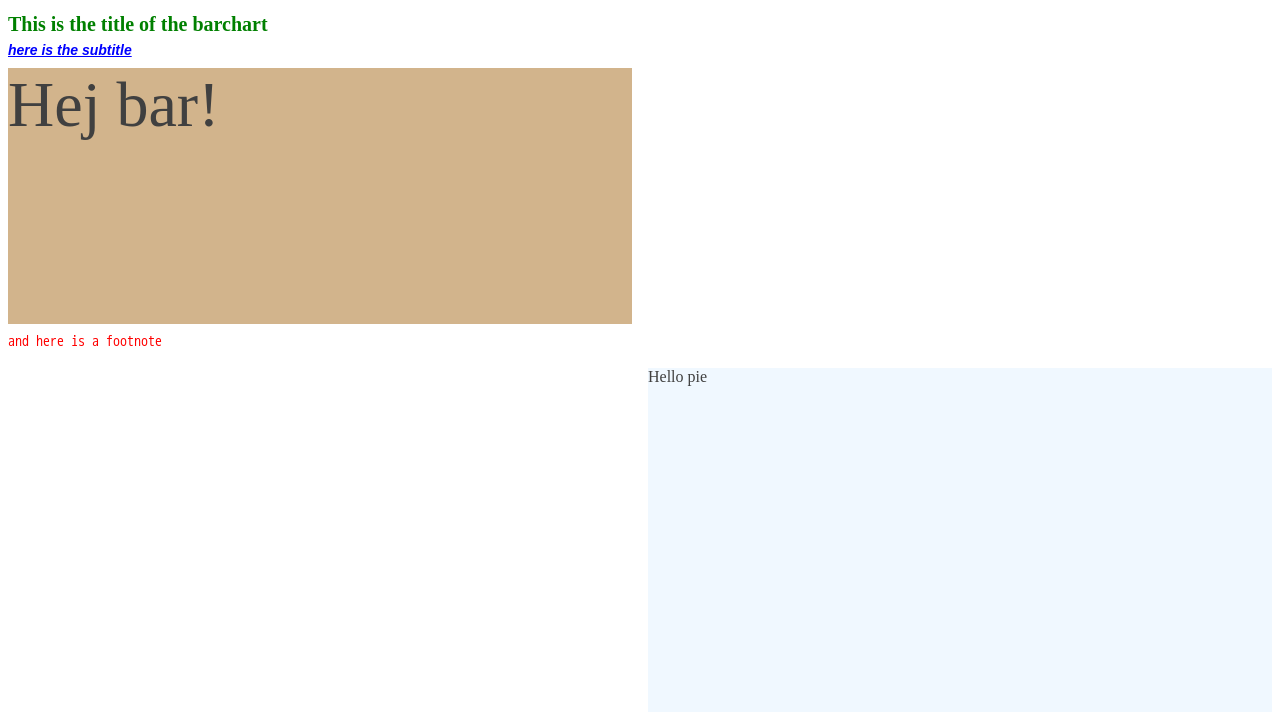 This is the title of the barchart
here is the subtitle
Hej bar!
and here is a footnote
Hello pie